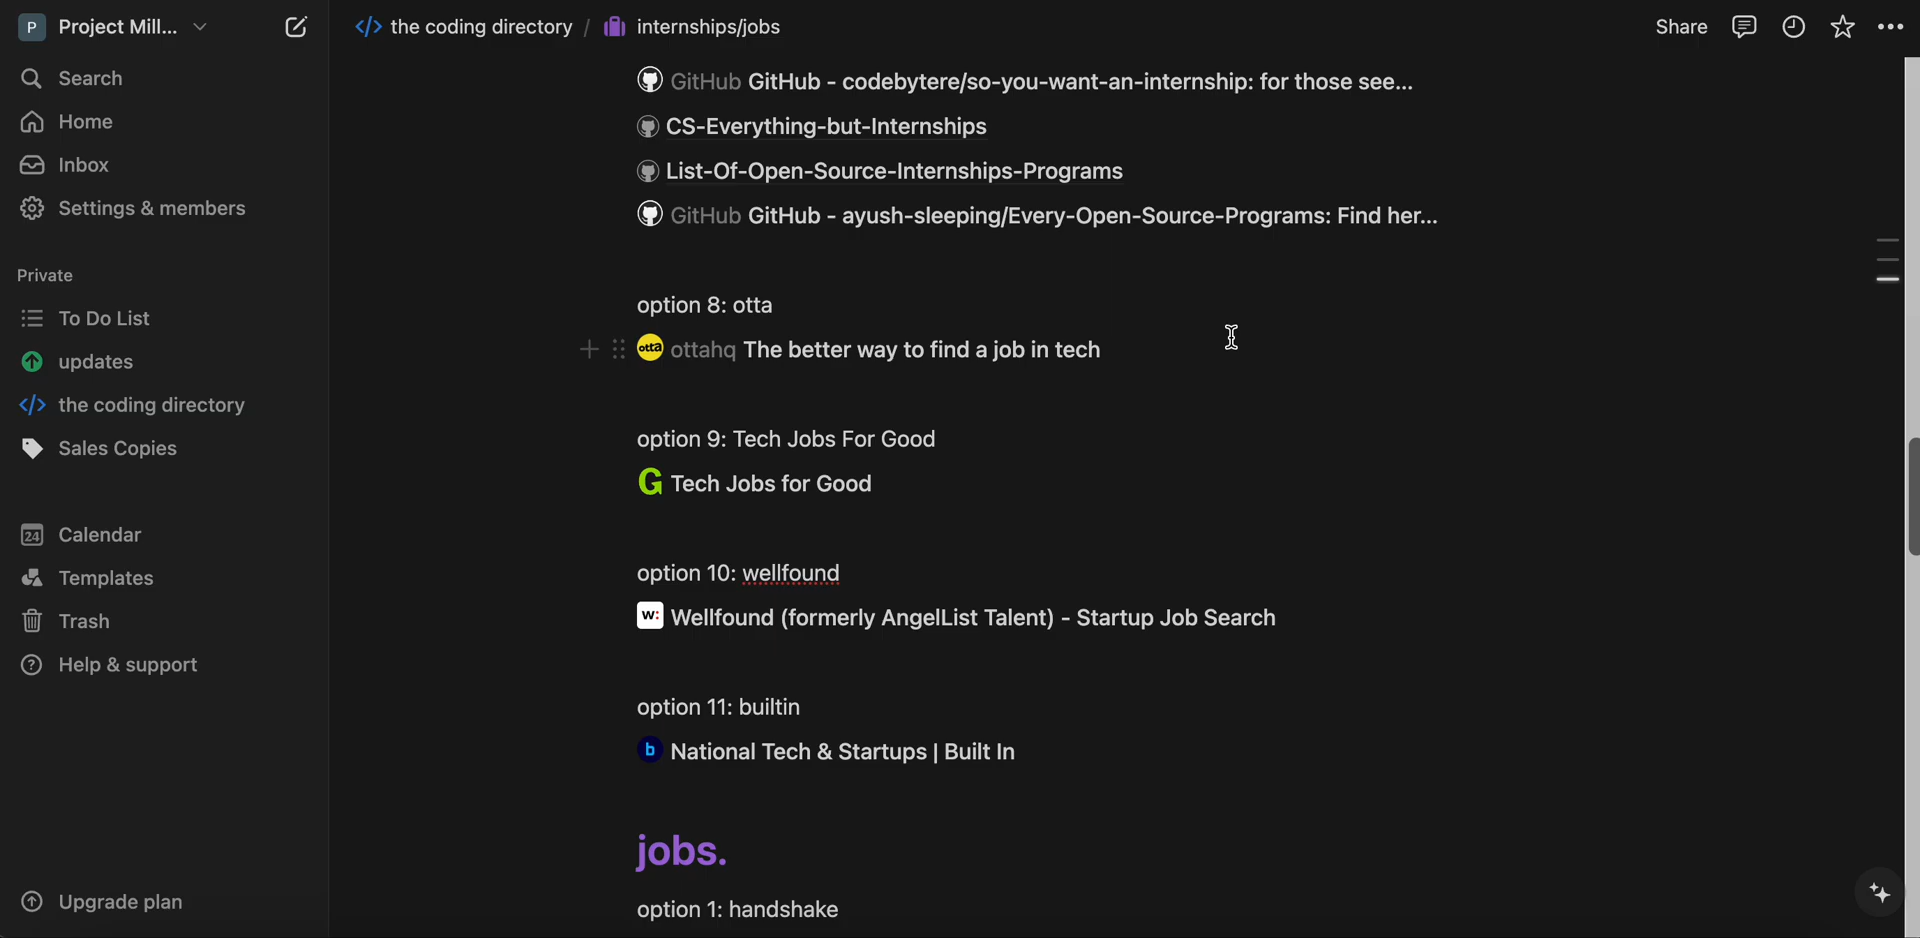 P Project Mill...
Search
Home
Inbox
Settings & members
Private
To Do List
updates
</> the coding directory
Sales Copies
24 Calendar
Templates
Trash
Help & support
Upgrade plan
</> the coding directory / internships/jobs
Share
GitHub GitHub - codebytere/so-you-want-an-internship: for those see...
CS-Everything-but-Internships
List-Of-Open-Source-Internships-Programs
GitHub GitHub - ayush-sleeping/Every-Open-Source-Programs: Find her...
option 8: otta
otta ottahq The better way to find a job in tech
option 9: Tech Jobs For Good
G Tech Jobs for Good
option 10: wellfound
w: Wellfound (formerly AngelList Talent) - Startup Job Search
option 11: builtin
b National Tech & Startups | Built In
jobs.
option 1: handshake